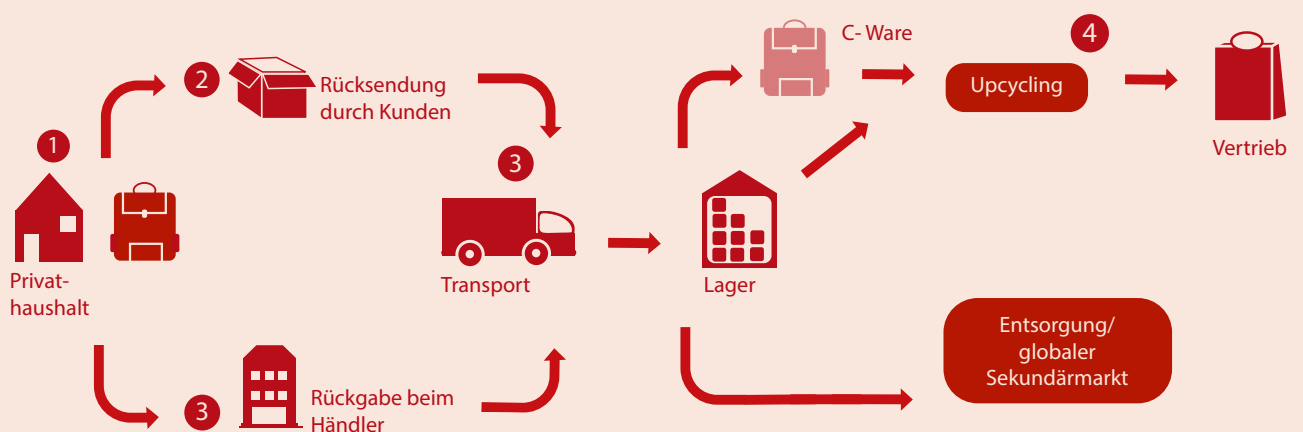 1
Privat-
haushalt
2
Rücksendung
durch Kunden
3
Rückgabe beim
Händler
3
Transport
Lager
C- Ware
4
Upcycling
Vertrieb
Entsorgung/
globaler
Sekundärmarkt